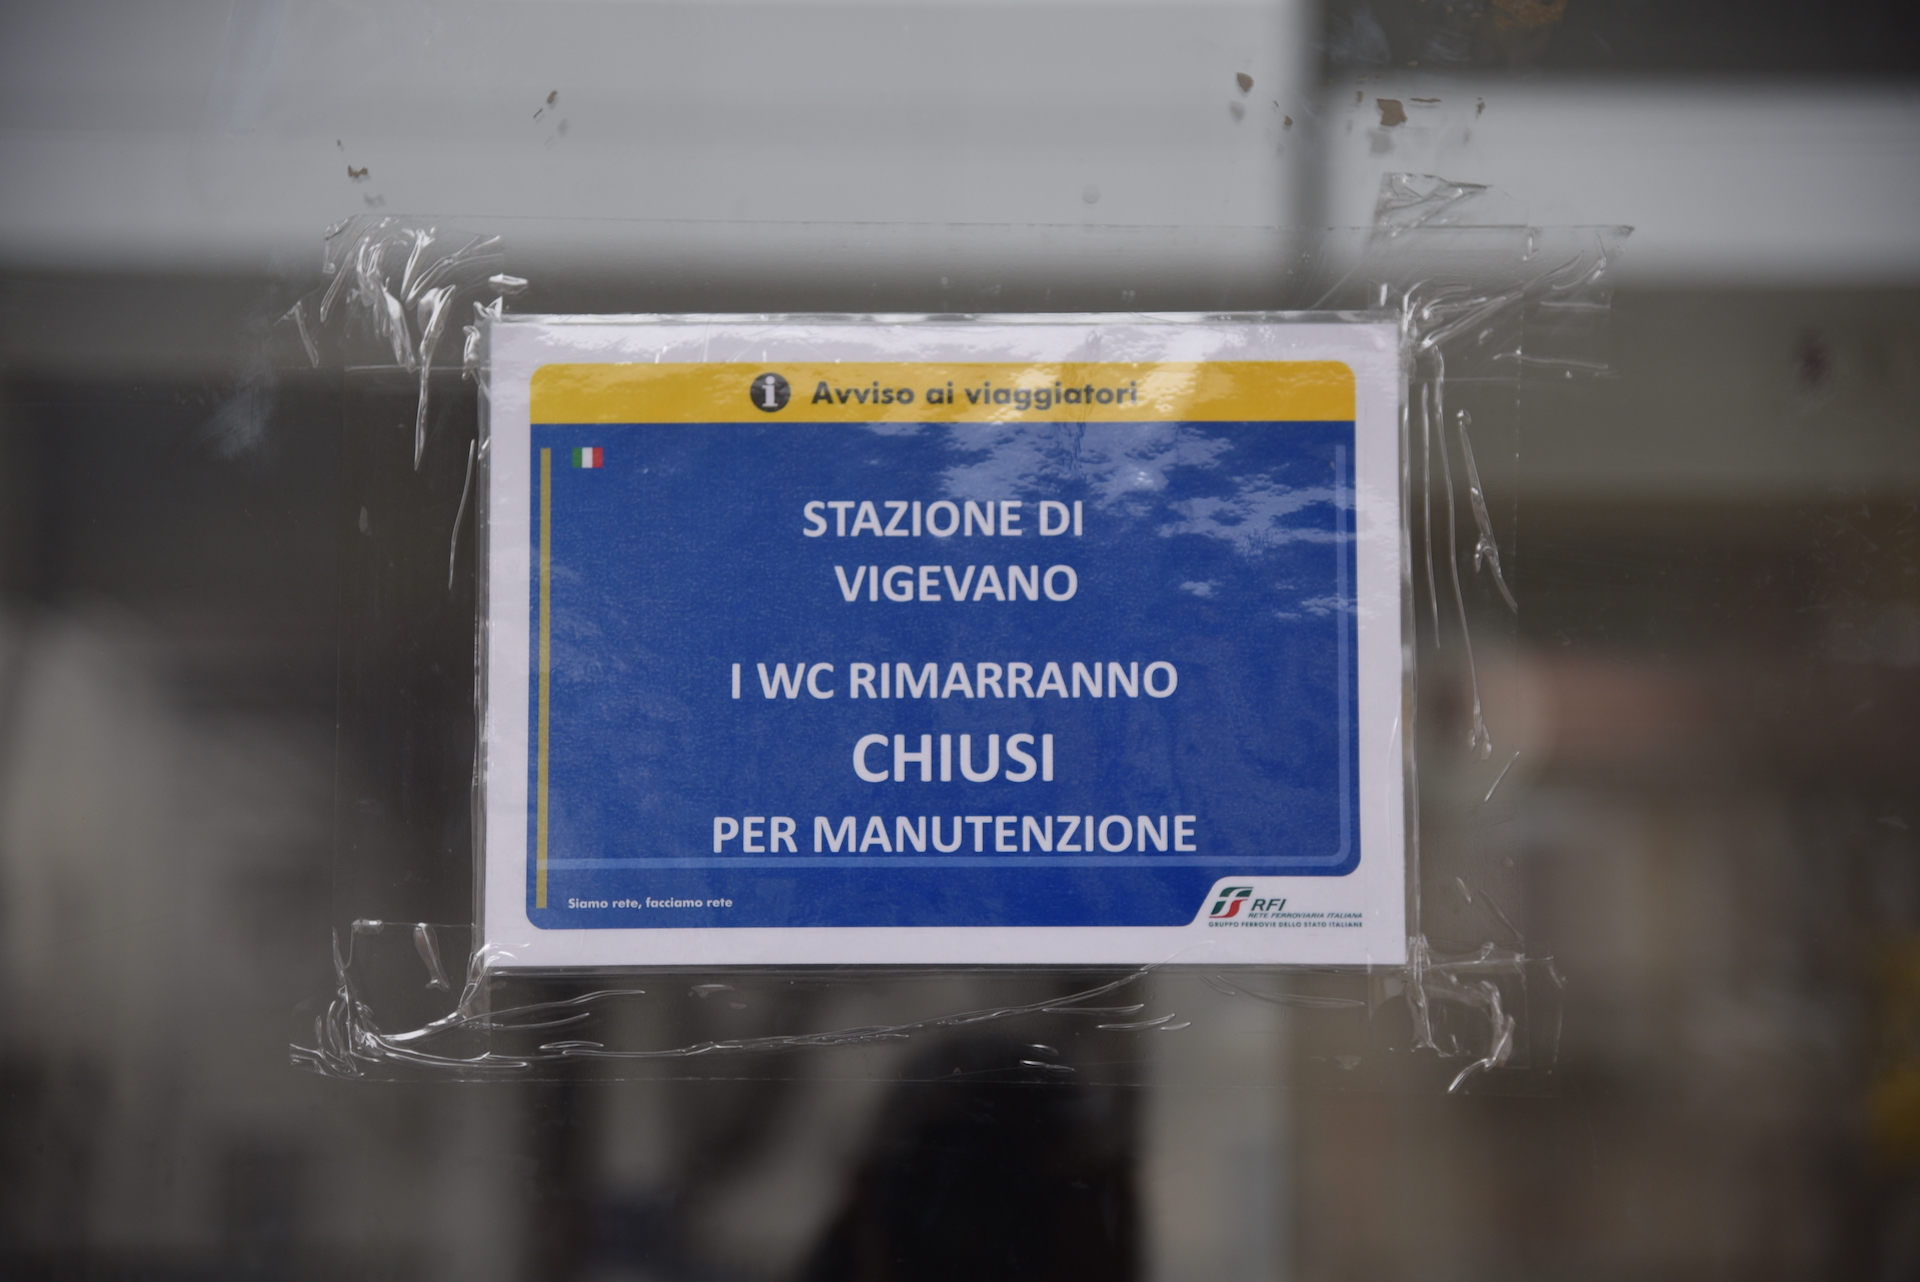 i Avviso ai viaggiatori
STAZIONE DI
VIGEVANO
I WC RIMARRANNO
CHIUSI
PER MANUTENZIONE
Siamo rete, facciamo rete
RFI
RETE FERROVIARIA ITALIANA
GRUPPO FERROVIE DELLO STATO ITALIANE